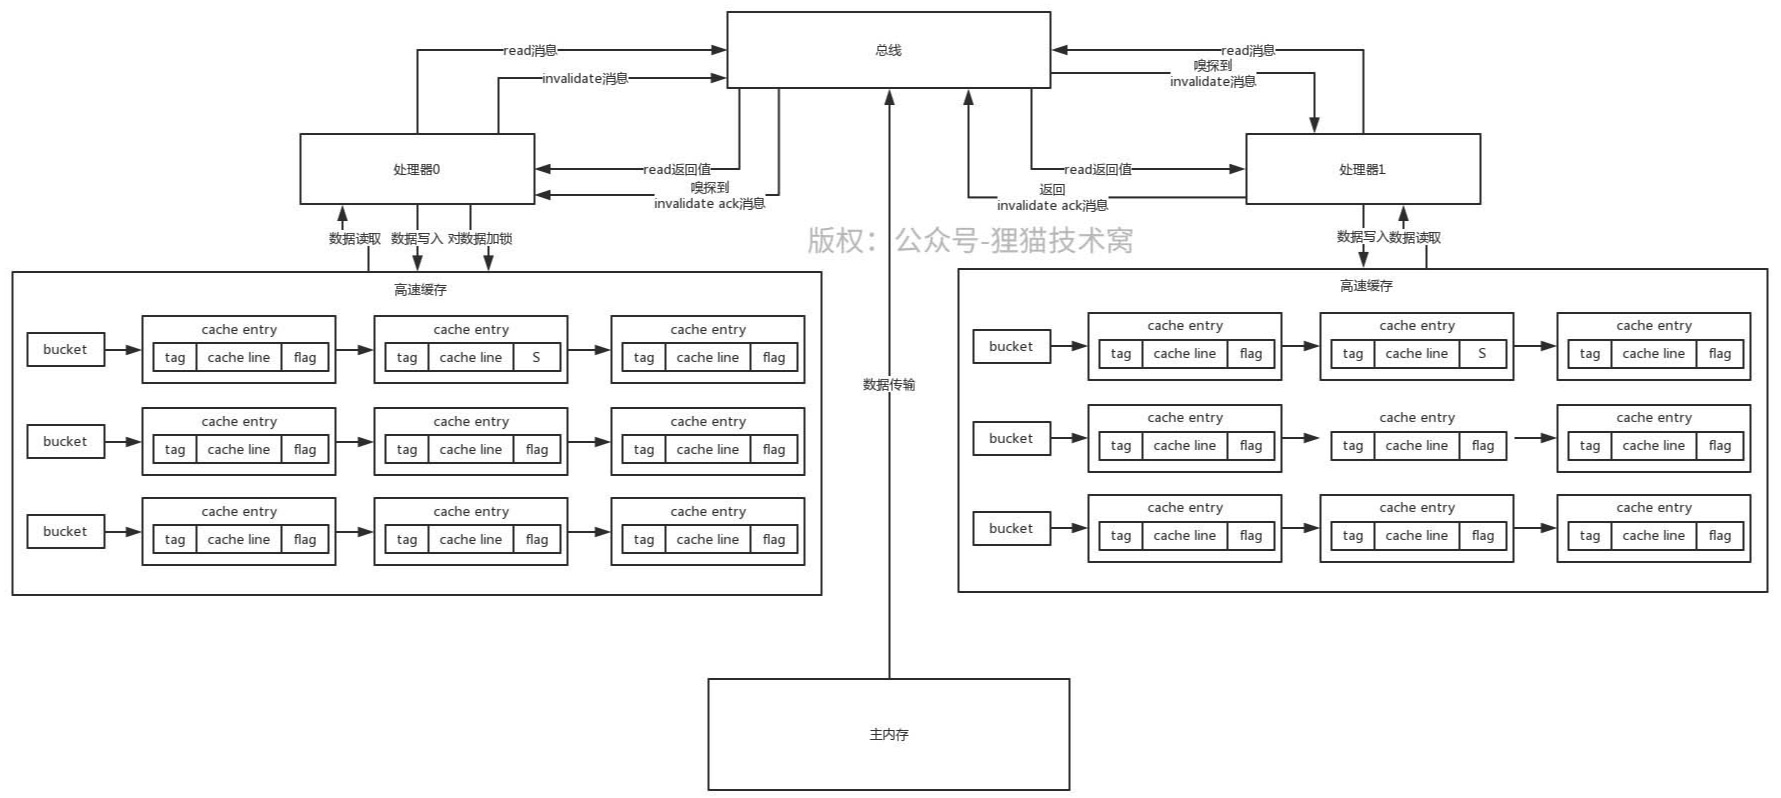 总线
read消息
invalidate消息
read消息
嗅探到
invalidate消息
处理器0
read返回值
嗅探到
invalidate ack消息
read返回值
返回
invalidate ack消息
处理器1
数据读取
数据写入
对数据加锁
版权：公众号-狸猫技术窝
数据写入
数据读取
高速缓存
cache entry
cache entry
cache entry
bucket
tag cache line flag
tag cache line S
tag cache line flag
cache entry
cache entry
cache entry
bucket
tag cache line flag
tag cache line flag
tag cache line flag
cache entry
cache entry
cache entry
bucket
tag cache line flag
tag cache line flag
tag cache line flag
数据传输
高速缓存
cache entry
cache entry
cache entry
bucket
tag cache line flag
tag cache line S
tag cache line flag
cache entry
cache entry
cache entry
bucket
tag cache line flag
tag cache line flag
tag cache line flag
cache entry
cache entry
cache entry
bucket
tag cache line flag
tag cache line flag
tag cache line flag
主内存